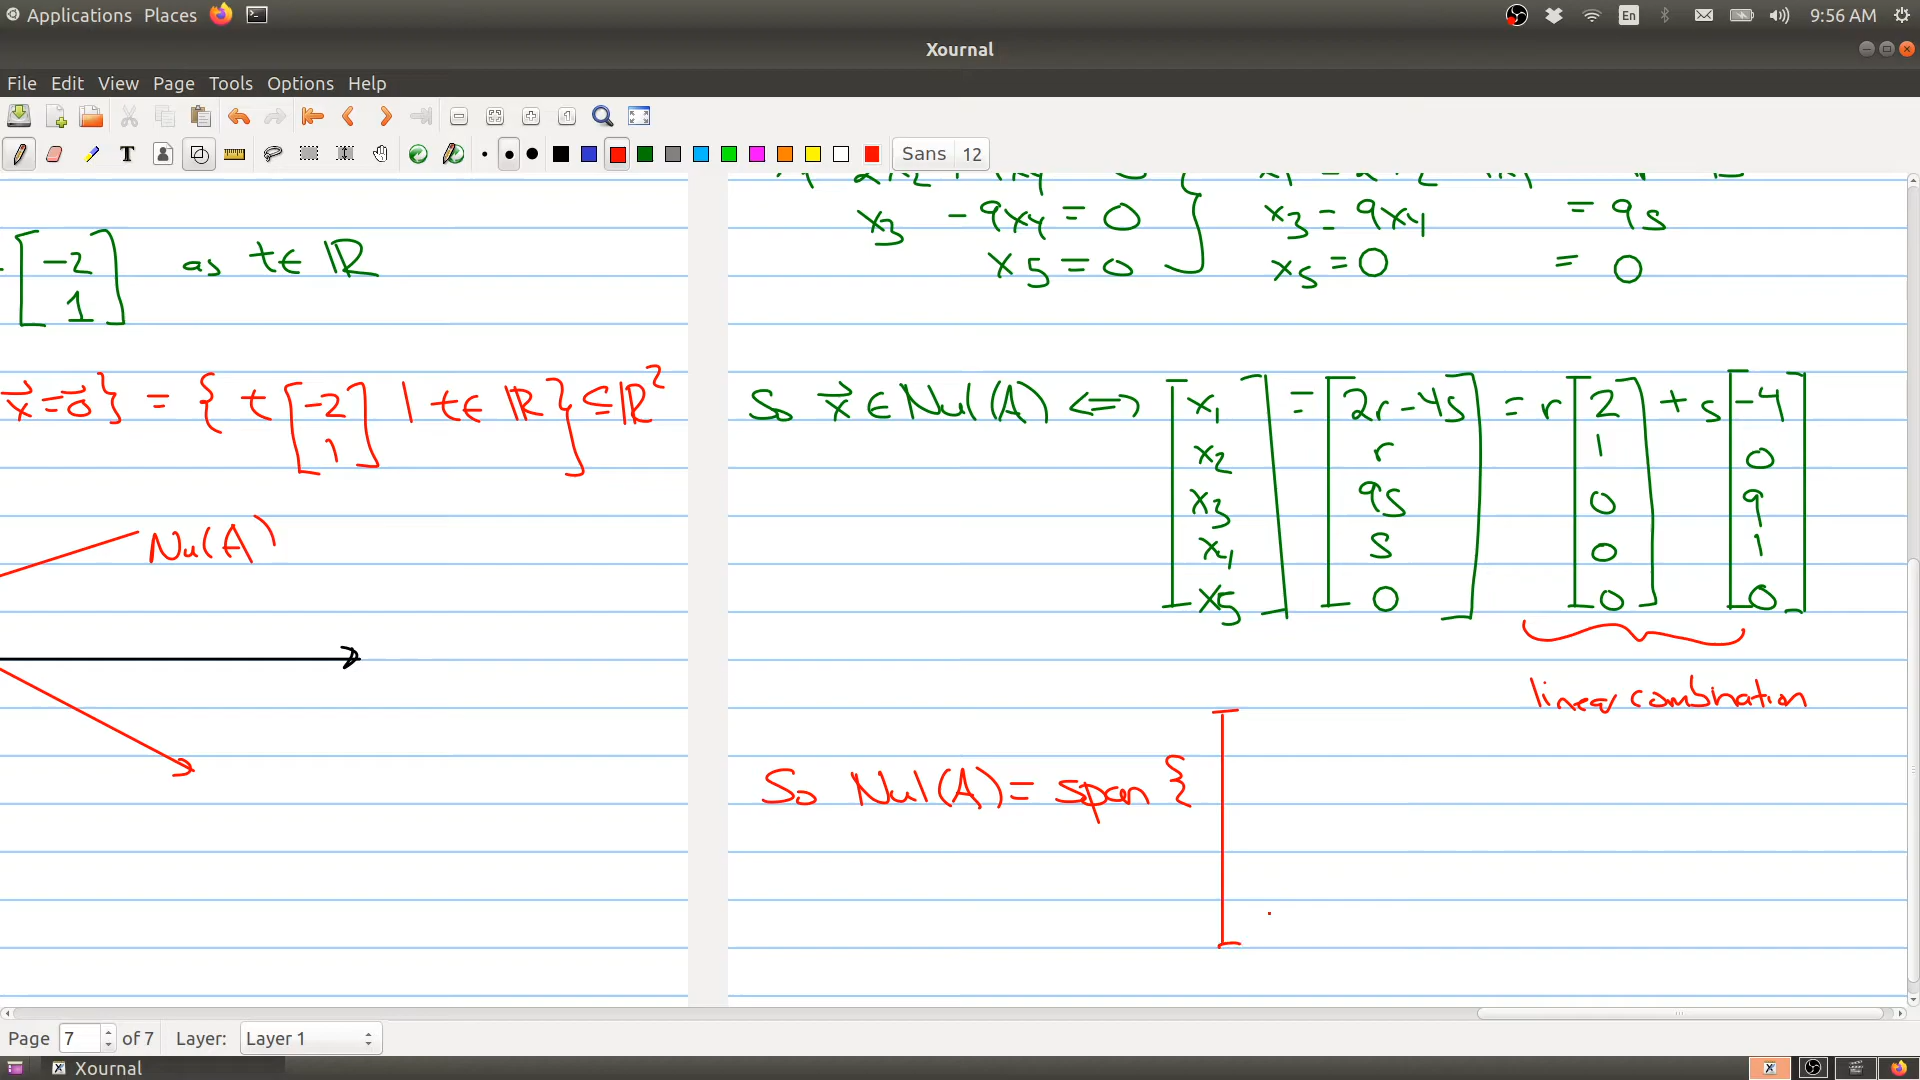 Applications Places En 9:56 AM
Xournal
File Edit View Page Tools Options Help
Sans 12
[-2 1] as t∈ ℝ
x⃗=0⃗} = { t [-2 1] | t∈ ℝ} ⊆ ℝ²
Nul(A)
x3 - 9x4 = 0 } x3 = 9x4 = 9s
x5 = 0 x5 = 0 = 0
So x⃗ ∈ Nul(A) ⟺ [x1 = [2r-4s = r [2 + s [-4
x2 r 1 0
x3 9s 0 9
x1 s 0 1
x5] 0] 0] 0]
linear combination
So Nul(A) = span { [
Page 7 of 7 Layer: Layer 1
Xournal